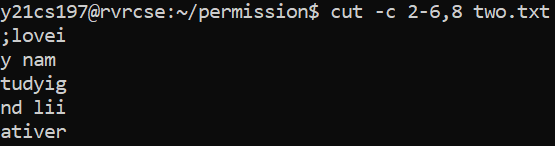 y21cs197@rvrcse:~/permission$ cut -c 2-6,8 two.txt
;lovei
y nam
tudyig
nd lii
ativer